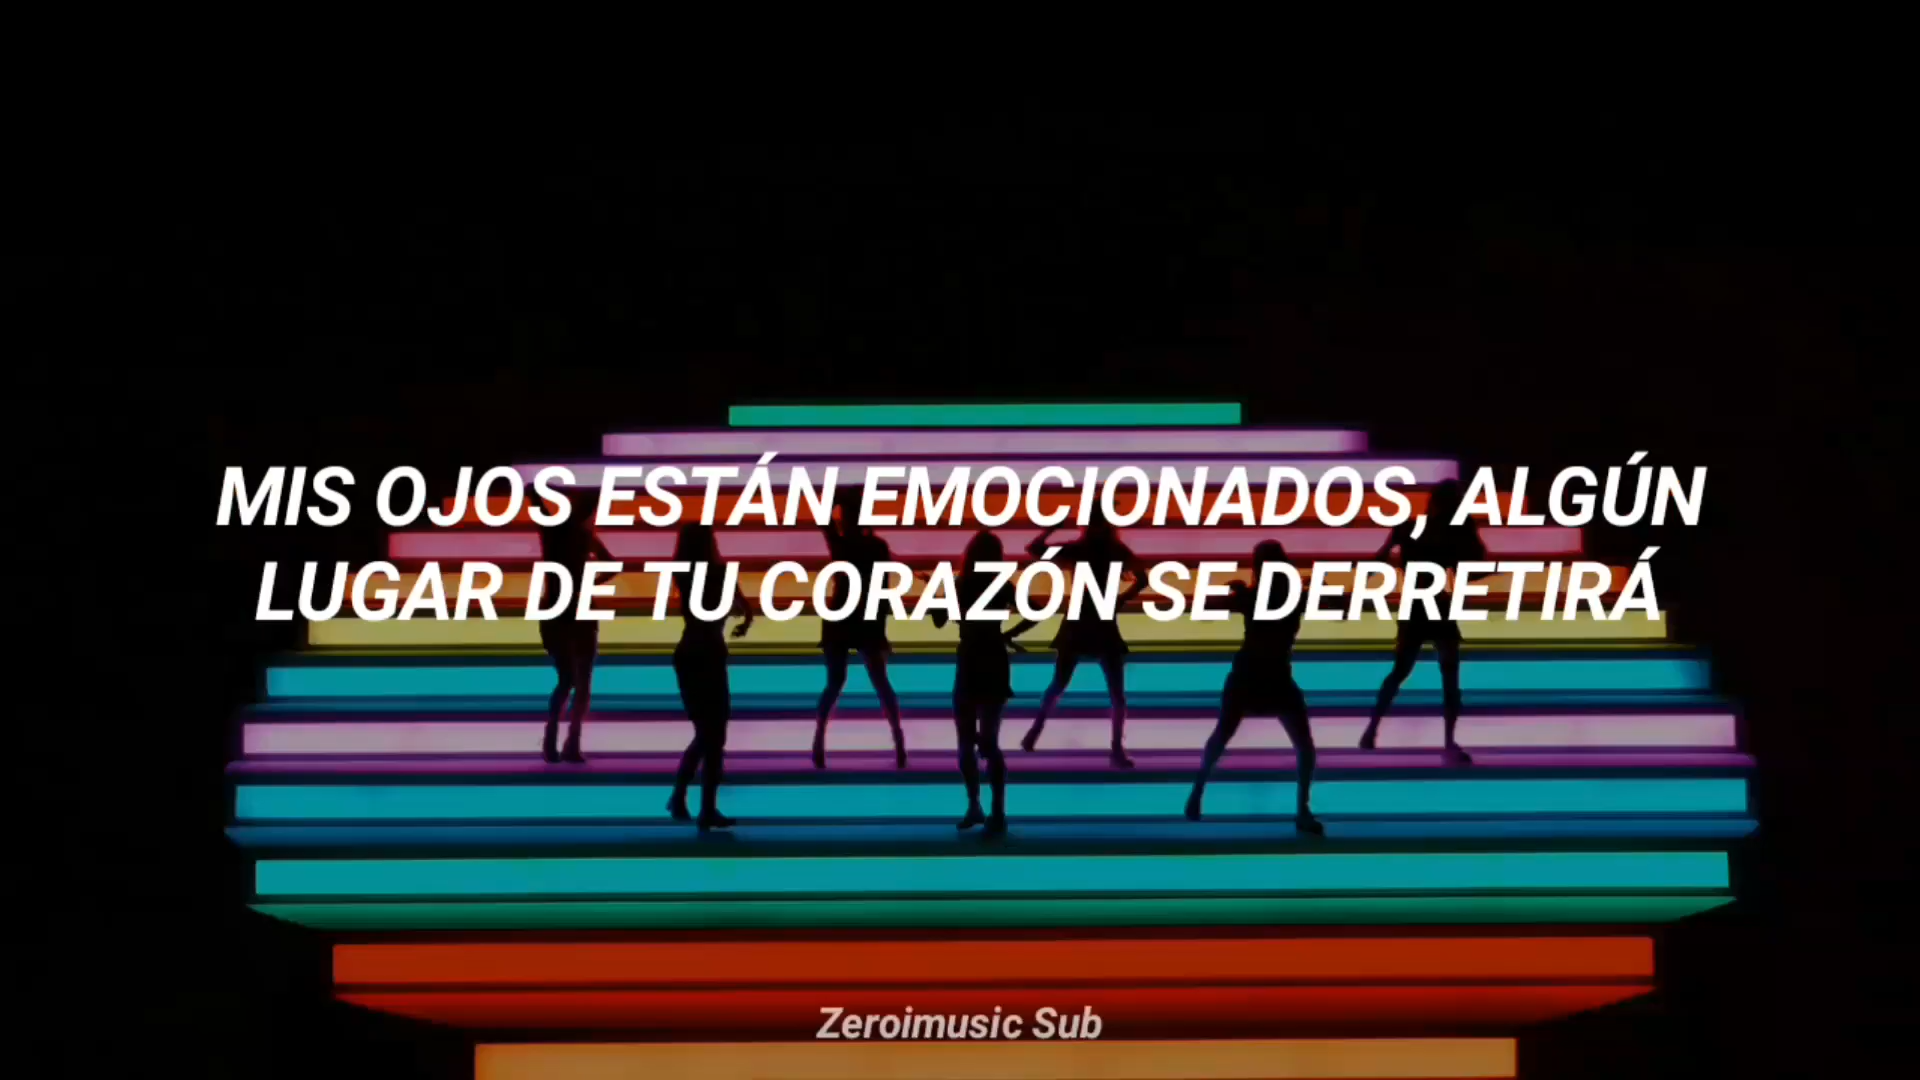 MIS OJOS ESTÁN EMOCIONADOS, ALGÚN
LUGAR DE TU CORAZÓN SE DERRETIRÁ
Zeroimusic Sub